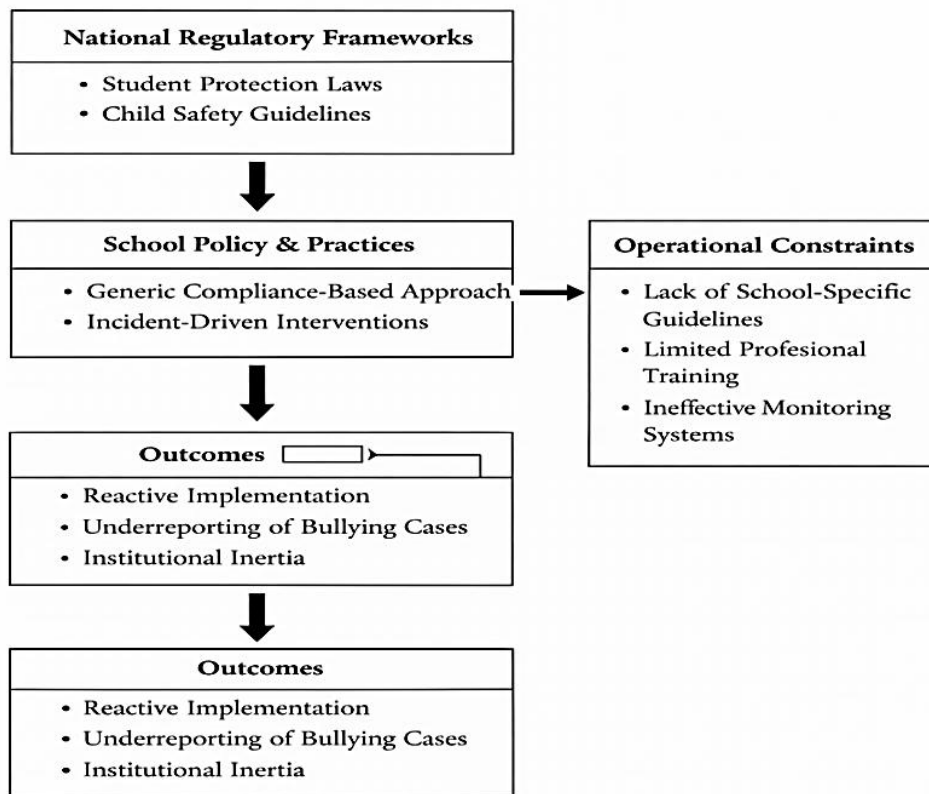 National Regulatory Frameworks
• Student Protection Laws
• Child Safety Guidelines
School Policy & Practices
• Generic Compliance-Based Approach
• Incident-Driven Interventions
Operational Constraints
• Lack of School-Specific
Guidelines
• Limited Profesional
Training
• Ineffective Monitoring
Systems
Outcomes
• Reactive Implementation
• Underreporting of Bullying Cases
• Institutional Inertia
Outcomes
• Reactive Implementation
• Underreporting of Bullying Cases
• Institutional Inertia